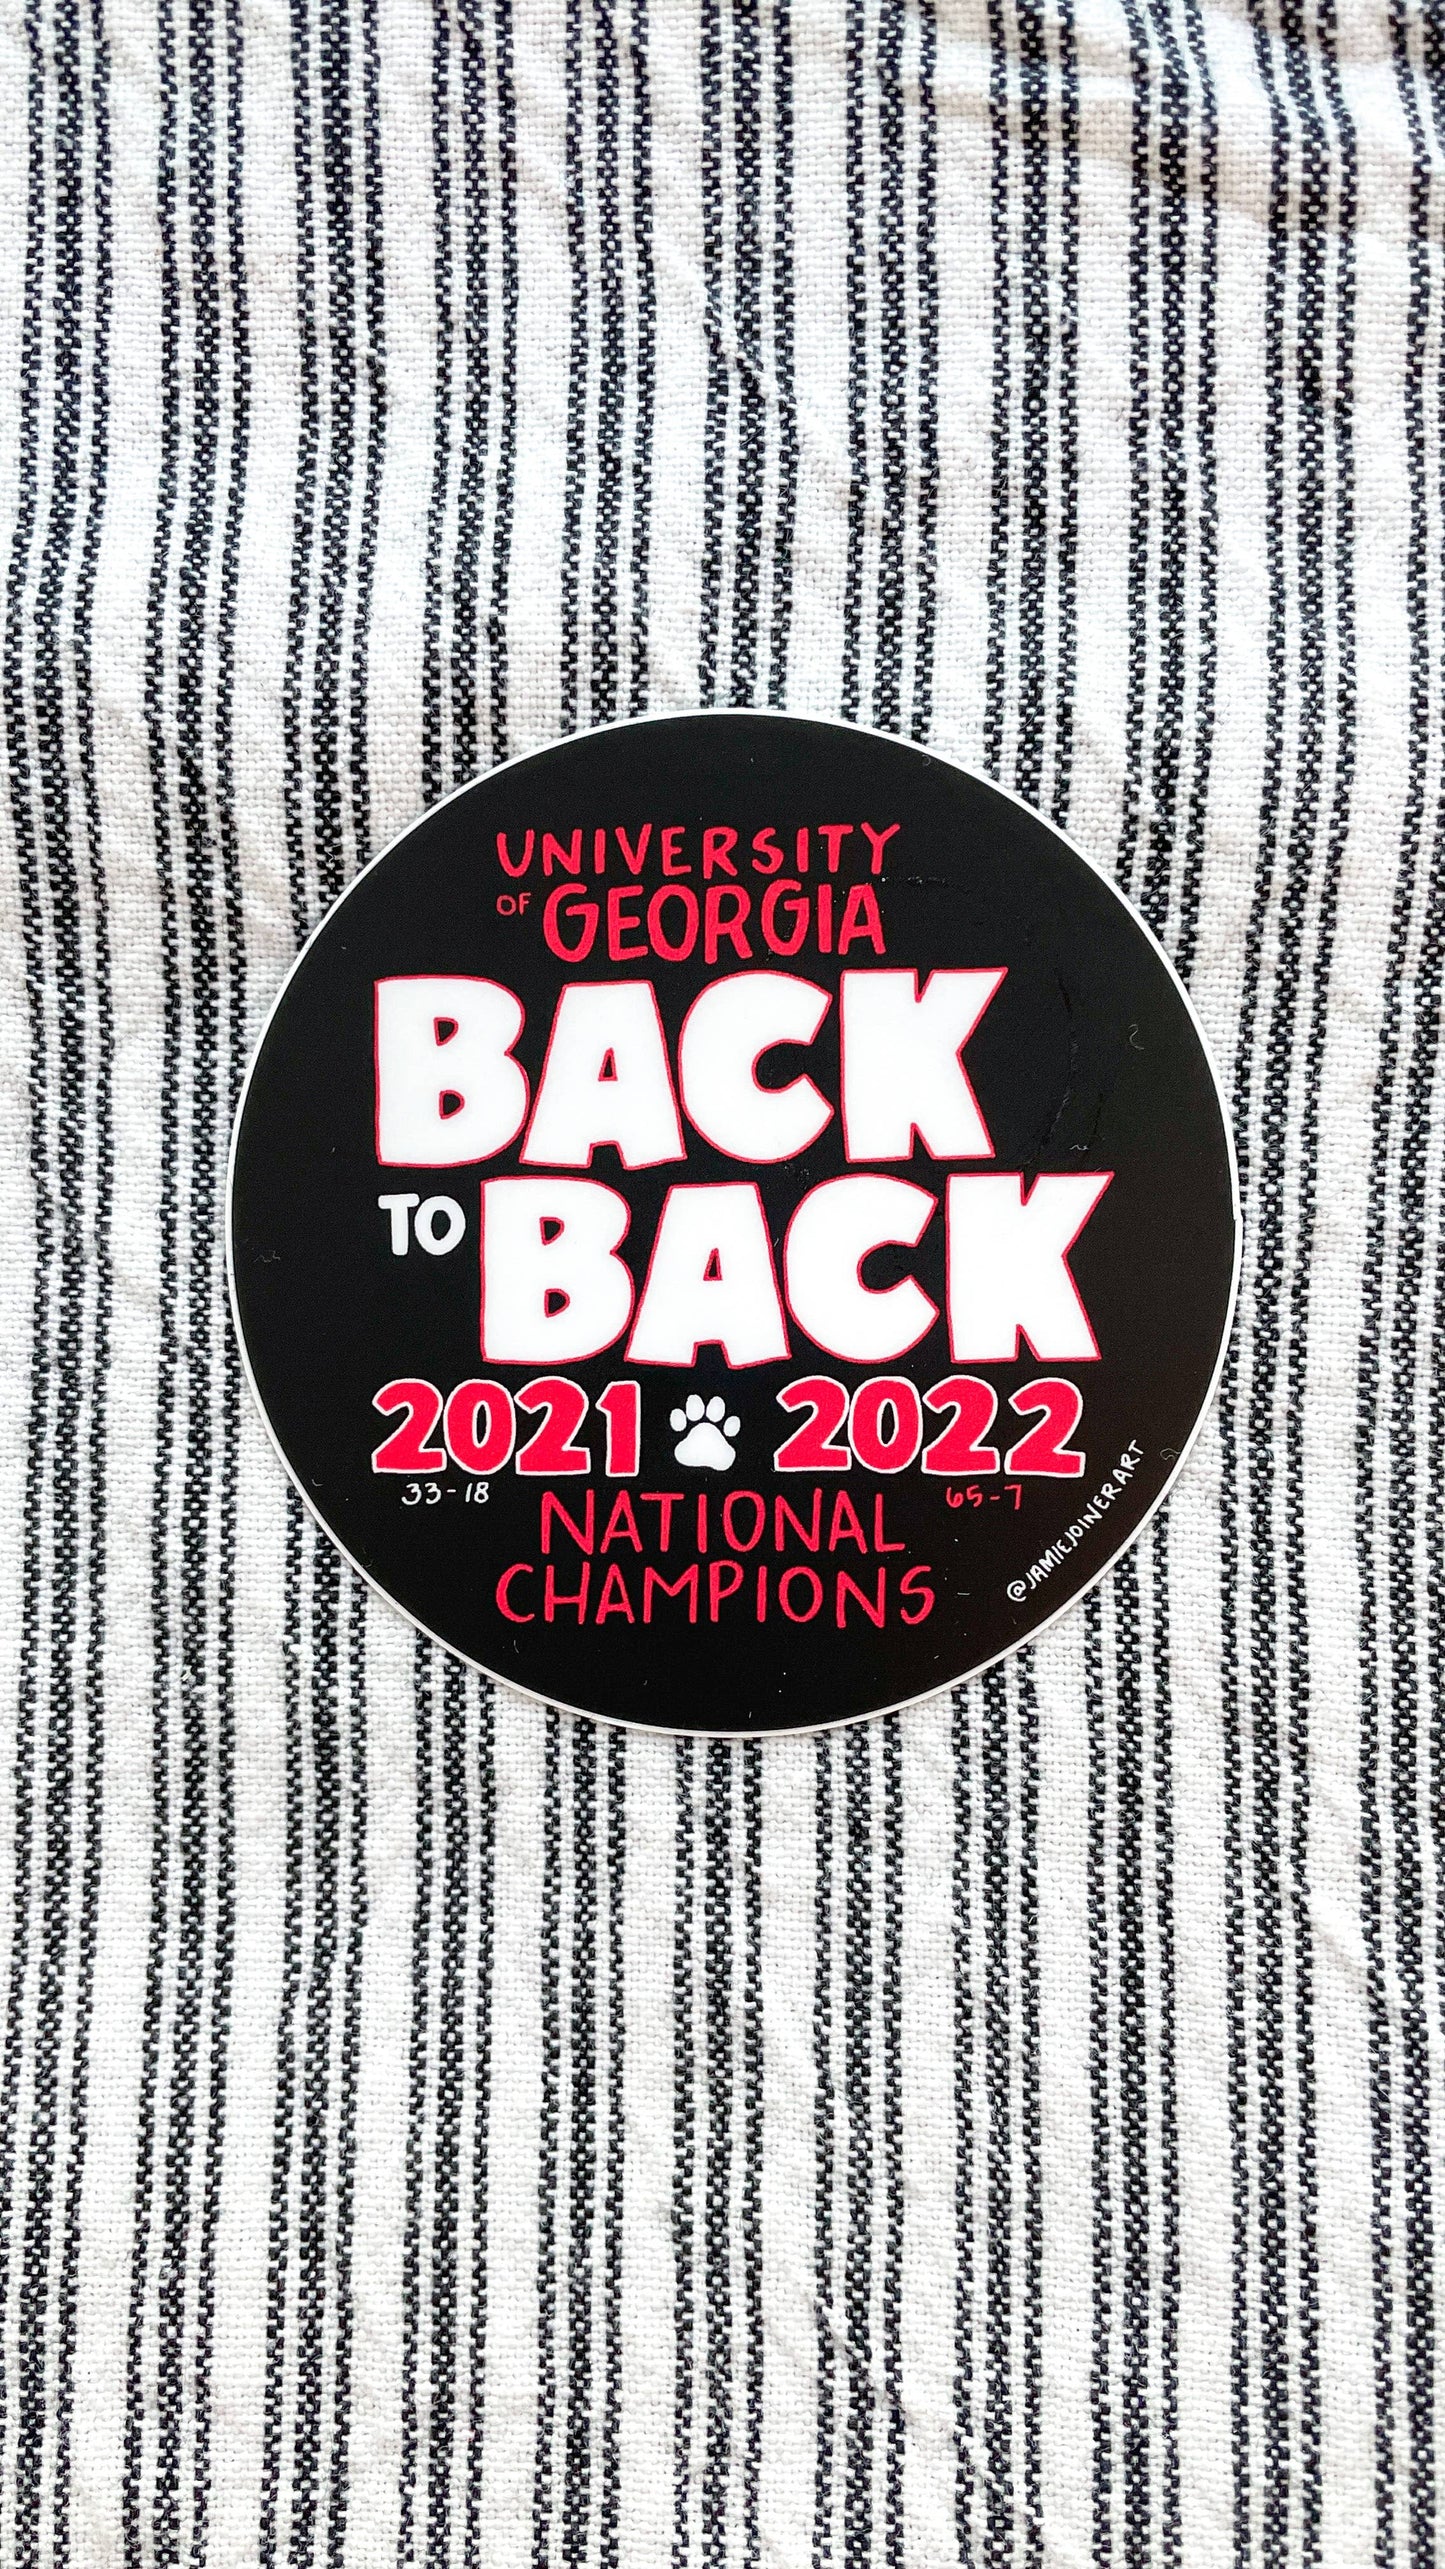 UNIVERSITY
OF GEORGIA
BACK
TO BACK
2021 2022
33-18 65-7
NATIONAL
CHAMPIONS
@JAMIEJOINERART